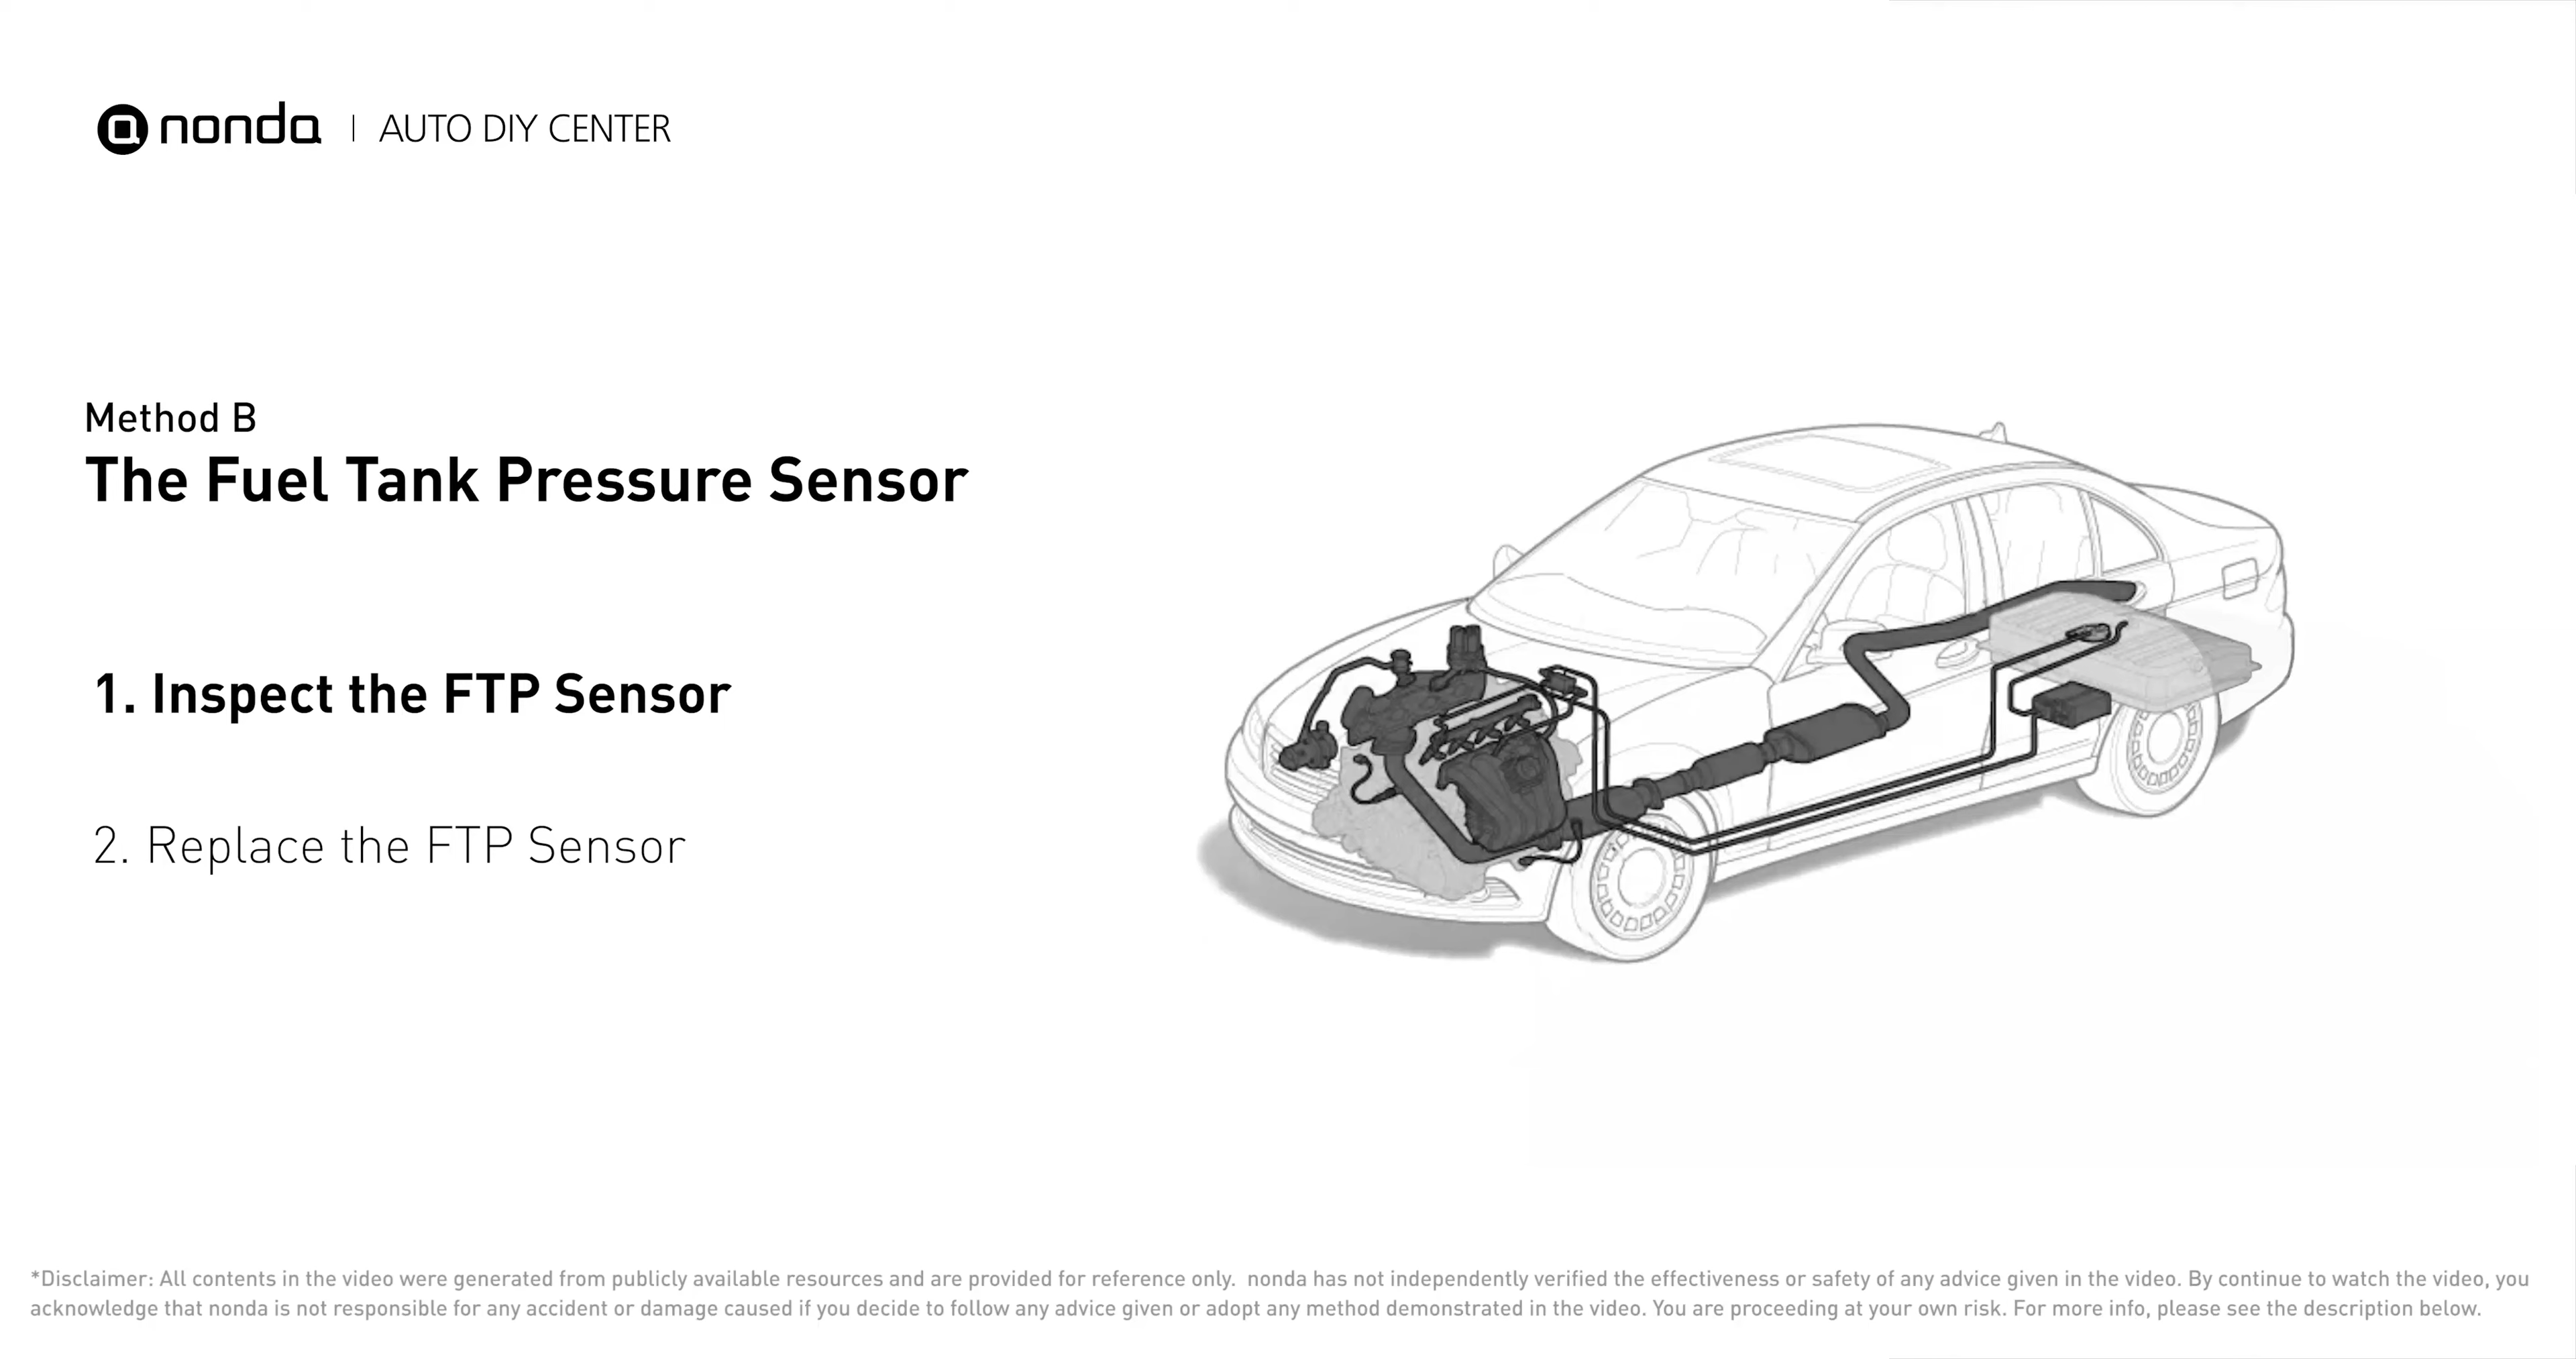 nonda | AUTO DIY CENTER
Method B
The Fuel Tank Pressure Sensor
1. Inspect the FTP Sensor
2. Replace the FTP Sensor
*Disclaimer: All contents in the video were generated from publicly available resources and are provided for reference only. nonda has not independently verified the effectiveness or safety of any advice given in the video. By continue to watch the video, you
acknowledge that nonda is not responsible for any accident or damage caused if you decide to follow any advice given or adopt any method demonstrated in the video. You are proceeding at your own risk. For more info, please see the description below.